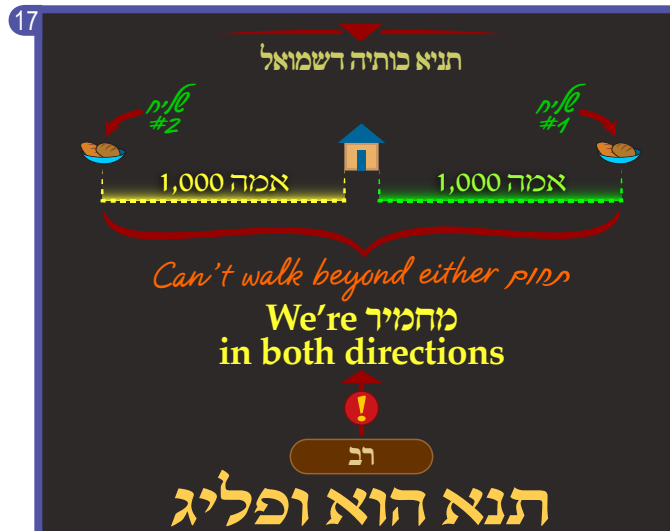 17
תניא כותיה דשמואל
שליח #2
שליח #1
1,000 אמה
1,000 אמה
Can't walk beyond either תחום
We're מחמיר
in both directions
!
רב
תנא הוא ופליג